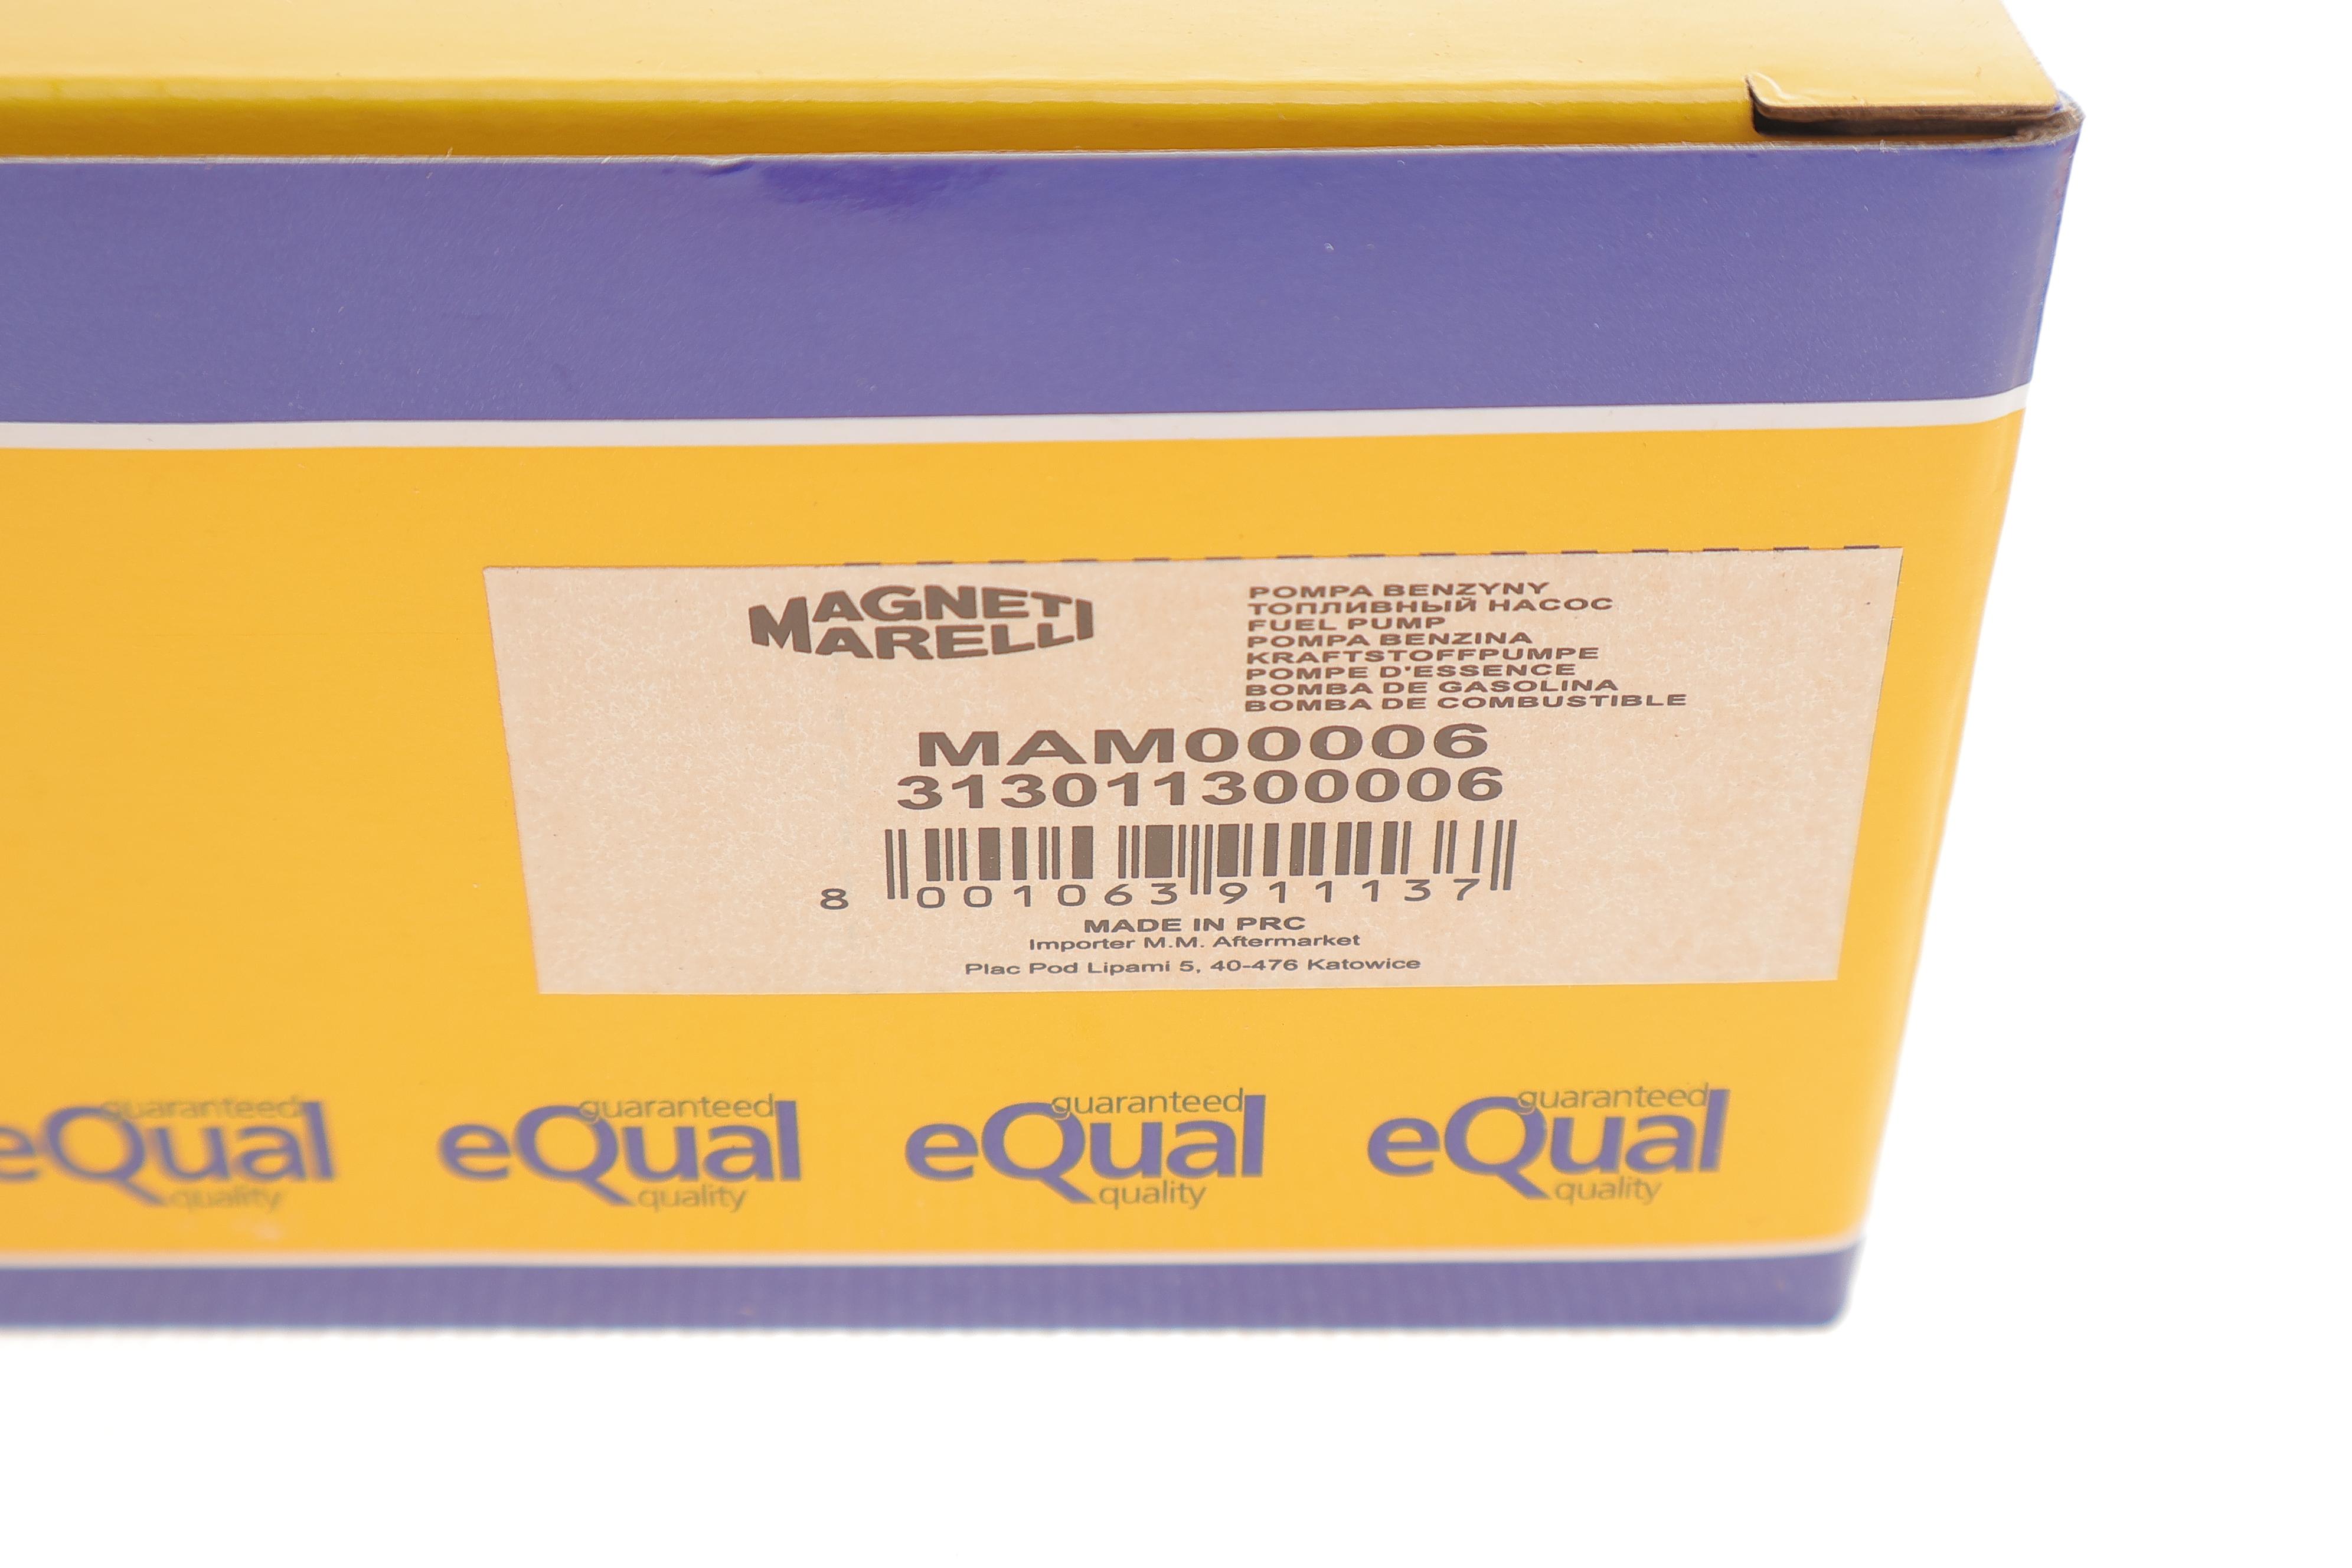 MAGNETI
MARELLI
POMPA BENZYNY
ТОПЛИВНЫЙ НАСОС
FUEL PUMP
POMPA BENZINA
KRAFTSTOFFPUMPE
POMPE D'ESSENCE
BOMBA DE GASOLINA
BOMBA DE COMBUSTIBLE
MAM00006
313011300006
8 001063 911137
MADE IN PRC
Importer M.M. Aftermarket
Plac Pod Lipami 5, 40-476 Katowice
guaranteed
eQual
quality
guaranteed
eQual
quality
guaranteed
eQual
quality
guaranteed
eQual
quality